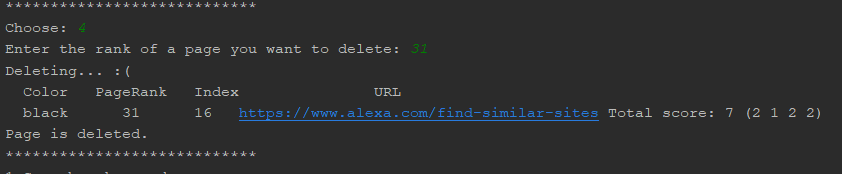 ****************************
Choose: 4
Enter the rank of a page you want to delete: 31
Deleting... :(
Color PageRank Index URL
black 31 16 https://www.alexa.com/find-similar-sites Total score: 7 (2 1 2 2)
Page is deleted.
****************************